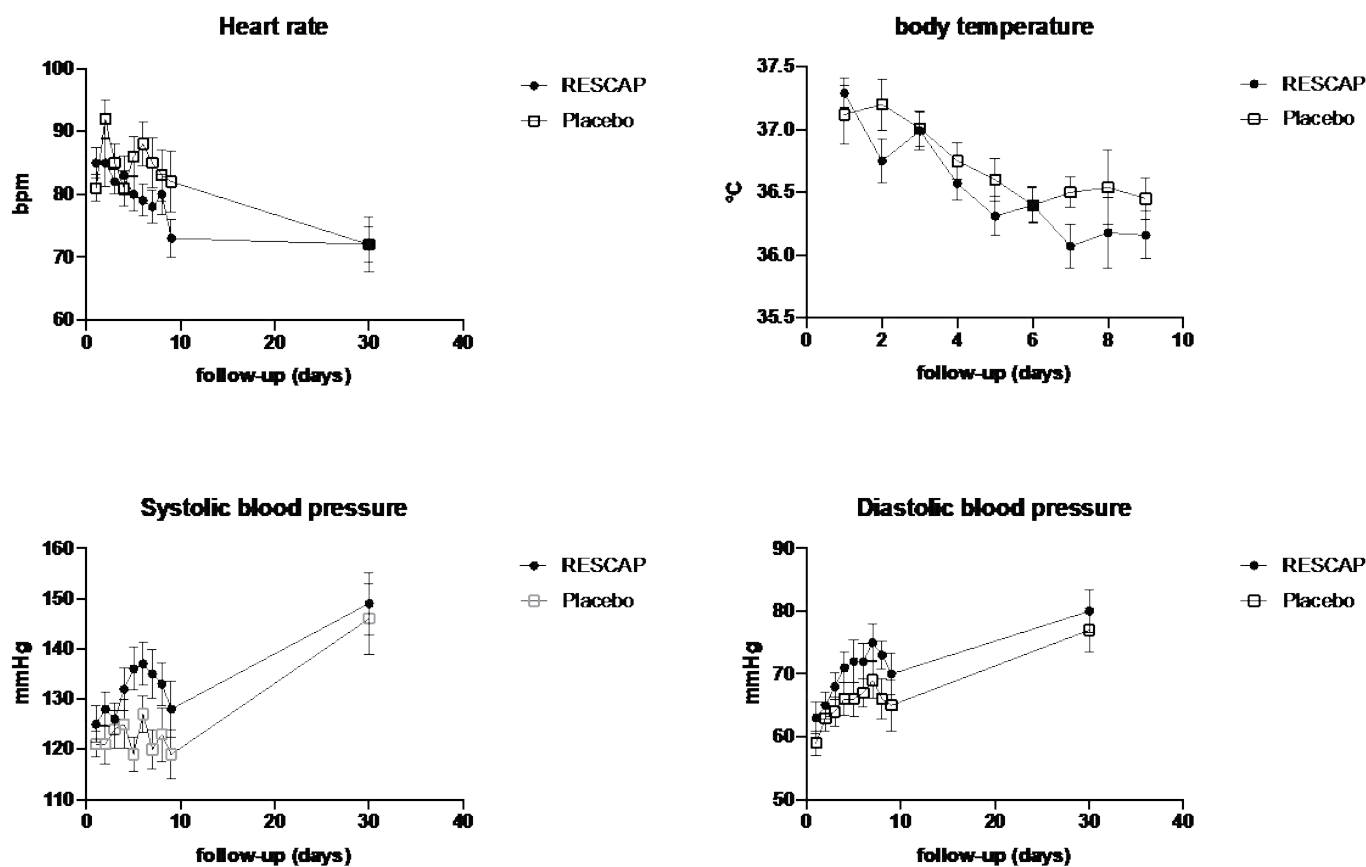 Heart rate
100
90
80
70
60
bpm
0 10 20 30 40
follow-up (days)
RESCAP
Placebo
body temperature
37.5
37.0
36.5
36.0
35.5
°C
0 2 4 6 8 10
follow-up (days)
RESCAP
Placebo
Systolic blood pressure
160
150
140
130
120
110
mmHg
0 10 20 30 40
follow-up (days)
RESCAP
Placebo
Diastolic blood pressure
90
80
70
60
50
mmHg
0 10 20 30 40
follow-up (days)
RESCAP
Placebo